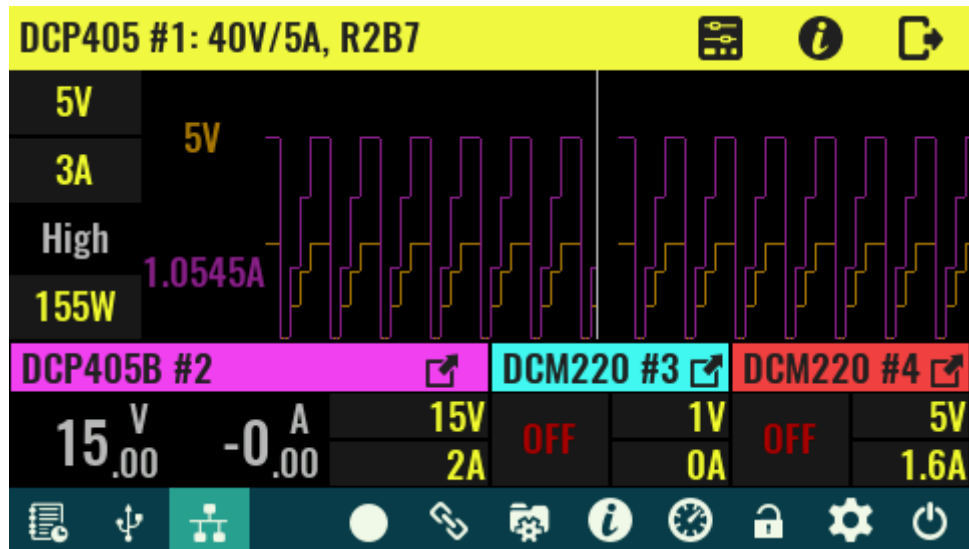 DCP405 #1: 40V/5A, R2B7
5V
3A
High
155W
5V
1.0545A
DCP405B #2
15.00 V
-0.00 A
15V
2A
DCM220 #3
OFF
1V
0A
DCM220 #4
OFF
5V
1.6A